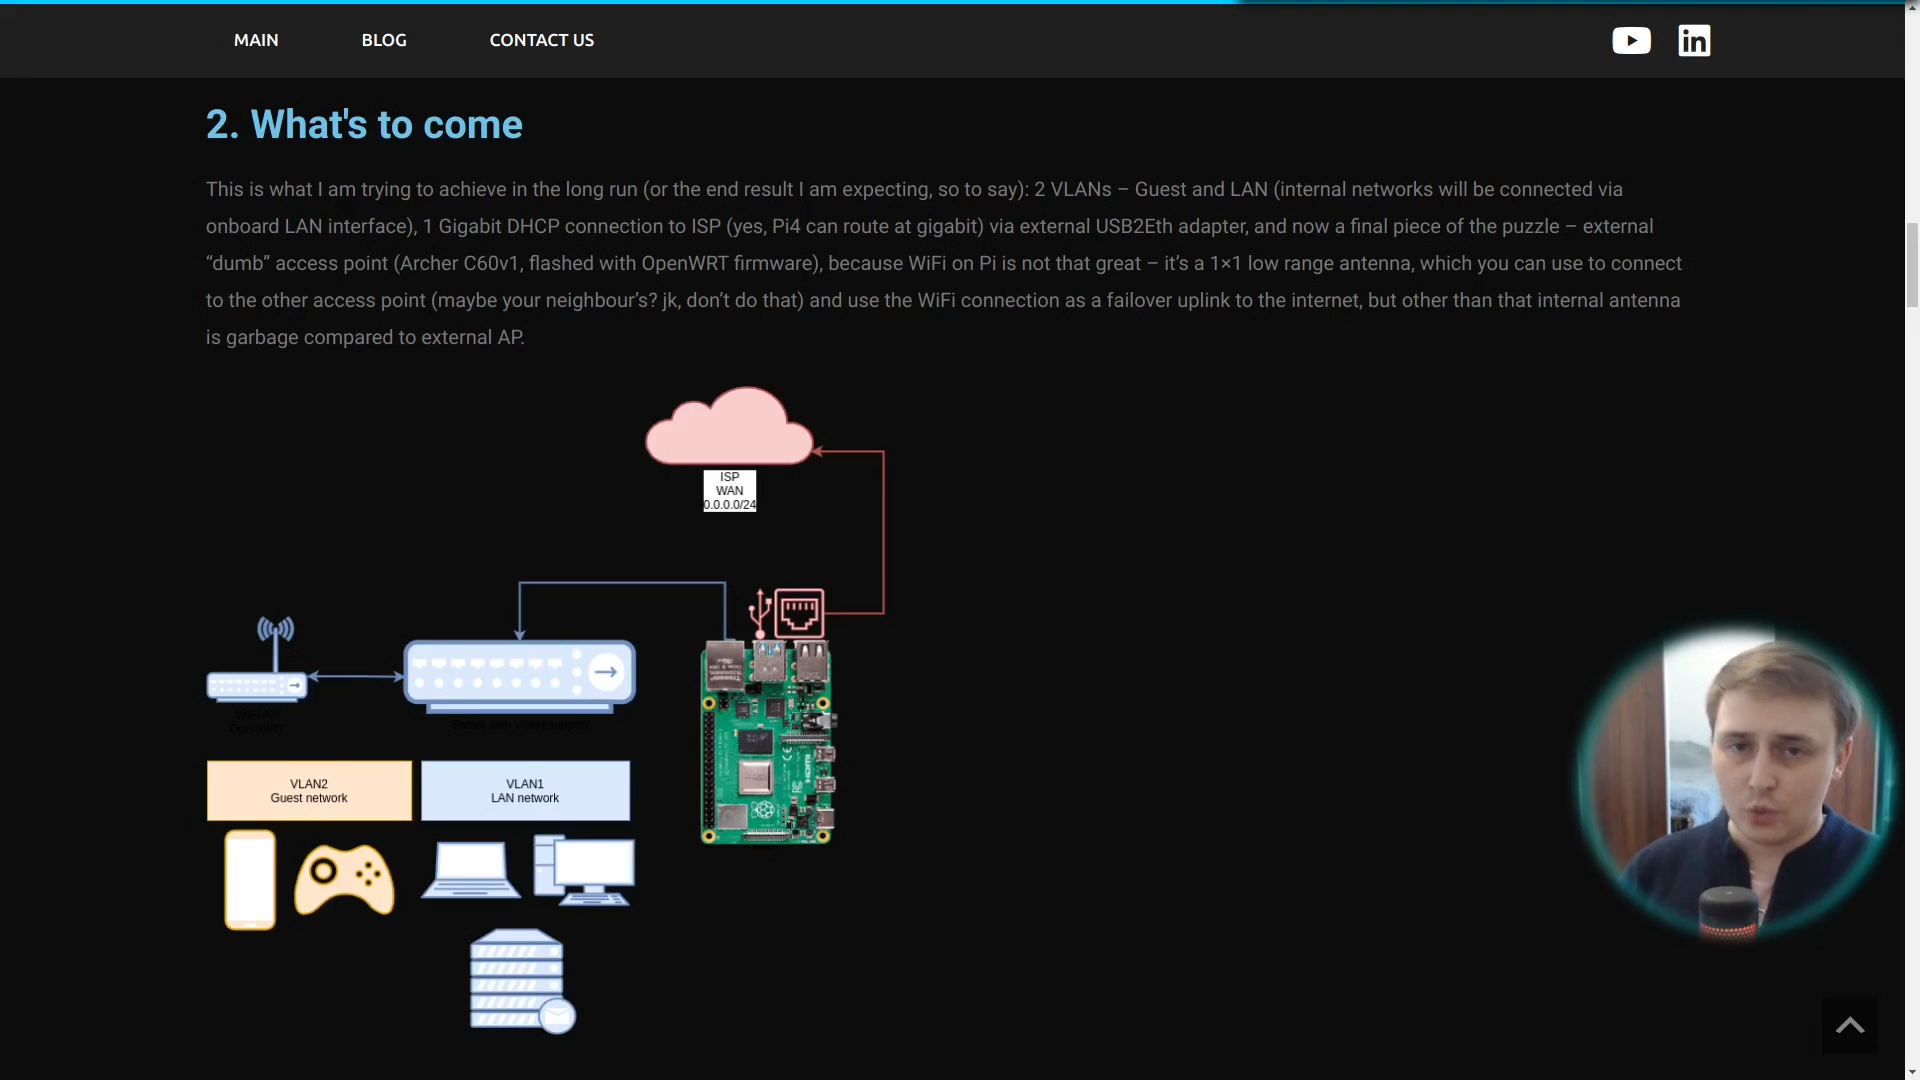 MAIN
BLOG
CONTACT US
2. What's to come
This is what I am trying to achieve in the long run (or the end result I am expecting, so to say): 2 VLANs – Guest and LAN (internal networks will be connected via
onboard LAN interface), 1 Gigabit DHCP connection to ISP (yes, Pi4 can route at gigabit) via external USB2Eth adapter, and now a final piece of the puzzle – external
“dumb” access point (Archer C60v1, flashed with OpenWRT firmware), because WiFi on Pi is not that great – it’s a 1×1 low range antenna, which you can use to connect
to the other access point (maybe your neighbour’s? jk, don’t do that) and use the WiFi connection as a failover uplink to the internet, but other than that internal antenna
is garbage compared to external AP.
ISP
WAN
0.0.0.0/24
OpenWRT
Switch with VLAN support
VLAN2
Guest network
VLAN1
LAN network
HDMI